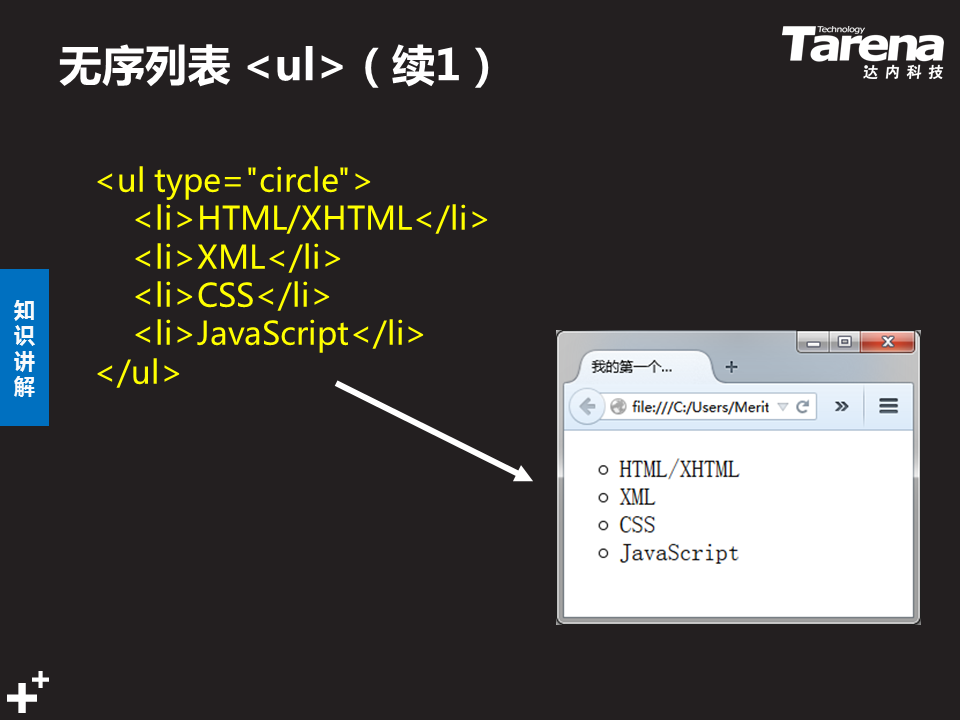 无序列表 <ul>（续1）
Technology
Tarena
达内科技
<ul type="circle">
<li>HTML/XHTML</li>
<li>XML</li>
<li>CSS</li>
<li>JavaScript</li>
</ul>
知识讲解
我的第一个...
file:///C:/Users/Merit
HTML/XHTML
XML
CSS
JavaScript